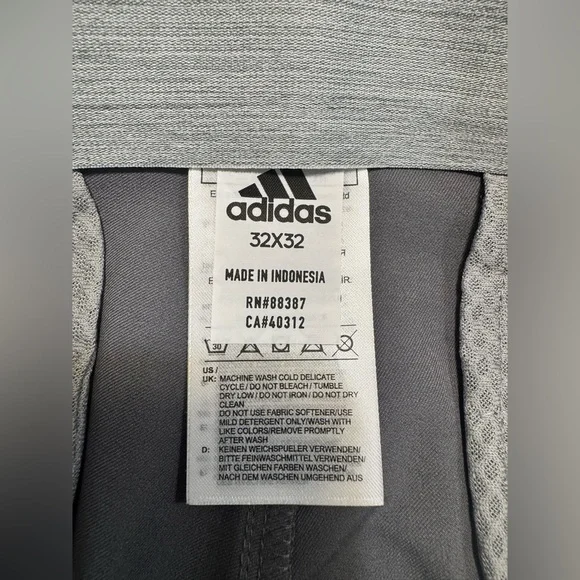 adidas
32X32
MADE IN INDONESIA
RN#88387
CA#40312
30
US /
UK: MACHINE WASH COLD DELICATE
CYCLE / DO NOT BLEACH / TUMBLE
DRY LOW / DO NOT IRON / DO NOT DRY
CLEAN
DO NOT USE FABRIC SOFTENER/USE
MILD DETERGENT ONLY/WASH WITH
LIKE COLORS/REMOVE PROMPTLY
AFTER WASH
D: KEINEN WEICHSPUELER VERWENDEN/
BITTE FEINWASCHMITTEL VERWENDEN/
MIT GLEICHEN FARBEN WASCHEN/
NACH DEM WASCHEN UMGEHEND AUS